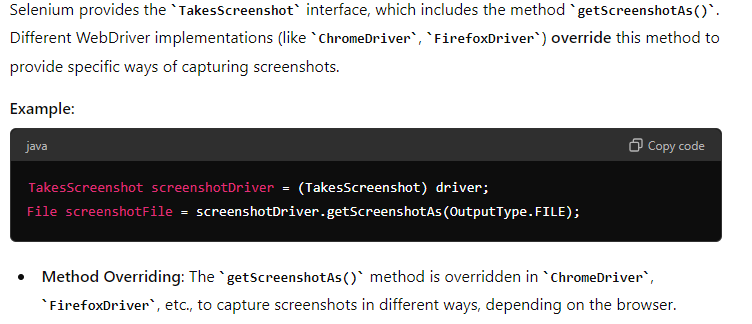 Selenium provides the `TakesScreenshot` interface, which includes the method `getScreenshotAs()`.
Different WebDriver implementations (like `ChromeDriver`, `FirefoxDriver`) override this method to
provide specific ways of capturing screenshots.
Example:
java Copy code
TakesScreenshot screenshotDriver = (TakesScreenshot) driver;
File screenshotFile = screenshotDriver.getScreenshotAs(OutputType.FILE);
• Method Overriding: The `getScreenshotAs()` method is overridden in `ChromeDriver`,
`FirefoxDriver`, etc., to capture screenshots in different ways, depending on the browser.